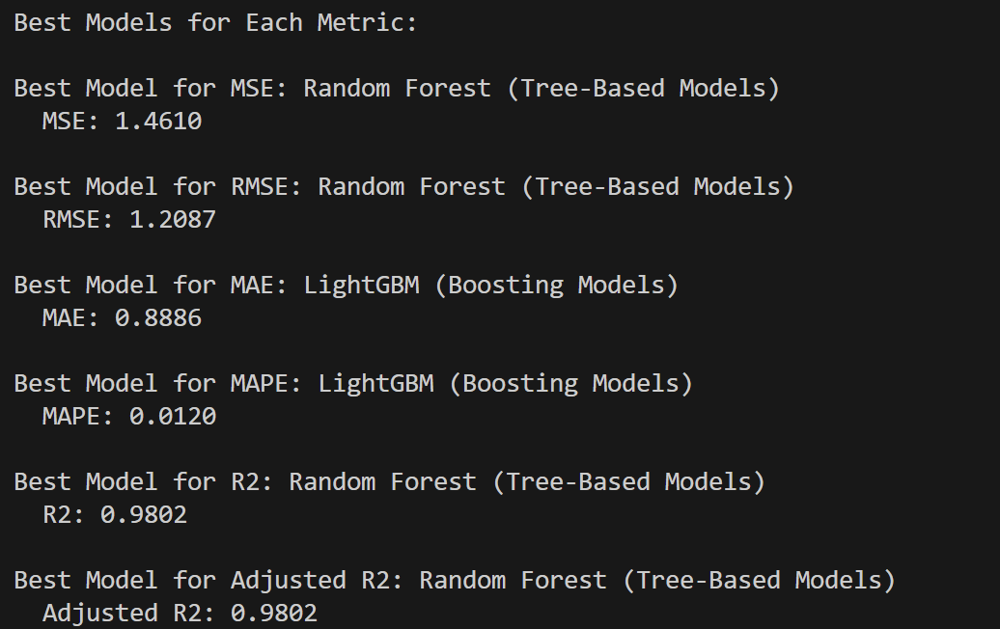 Best Models for Each Metric:
Best Model for MSE: Random Forest (Tree-Based Models)
MSE: 1.4610
Best Model for RMSE: Random Forest (Tree-Based Models)
RMSE: 1.2087
Best Model for MAE: LightGBM (Boosting Models)
MAE: 0.8886
Best Model for MAPE: LightGBM (Boosting Models)
MAPE: 0.0120
Best Model for R2: Random Forest (Tree-Based Models)
R2: 0.9802
Best Model for Adjusted R2: Random Forest (Tree-Based Models)
Adjusted R2: 0.9802